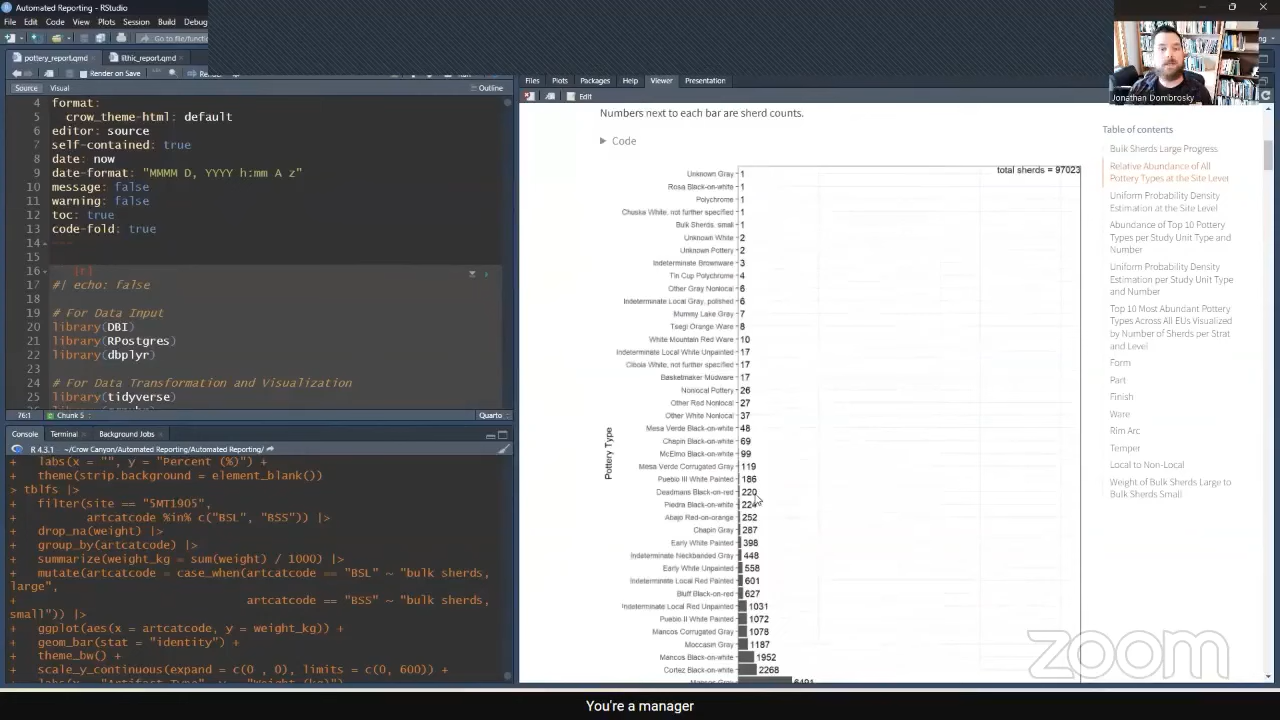 Automated Reporting - RStudio
File Edit Code View Plots Session Build Debug
Go to file/functi
pottery_report.qmd
lithic_report.qmd
Render on Save
Render
Source Visual
Outline
4 format:
crow_theme-html: default
6 editor: source
7 self-contained: true
8 date: now
9 date-format: "MMMM D, YYYY h:mm A z"
10 message: false
11 warning: false
12 toc: true
13 code-fold: true
14 ---
15
16 {r}
17 #| echo: false
18
19 # For Data Input
20 library(DBI)
21 library(RPostgres)
22 library(dbplyr)
# For Data Transformation and Visualization
library(tidyverse)
76:1 Chunk 5 Quarto
Console Terminal Background Jobs
R 4.3.1 · ~/Crow Canyon/Automated Reporting/Automated Reporting/
+ labs(x = "", y = "Percent (%)") +
+ theme(strip.background = element_blank())
> tblfs |>
+ filter(site == "5MT1905",
+ artcatcode %in% c("BSL", "BSS")) |>
+ drop_na(weight) |>
+ group_by(artcatcode) |>
+ summarize(weight_kg = sum(weight) / 1000) |>
+ mutate(artcatcode = case_when(artcatcode == "BSL" ~ "bulk sherds,
large",
+ artcatcode == "BSS" ~ "bulk sherds,
small")) |>
+ ggplot(aes(x = artcatcode, y = weight_kg)) +
+ geom_bar(stat = "identity") +
+ theme_bw() +
+ scale_y_continuous(expand = c(0, 0), limits = c(0, 600)) +
Files Plots Packages Help Viewer Presentation
Edit
Numbers next to each bar are sherd counts.
Code
total sherds = 97023
Pottery Type
Unknown Gray 1
Rosa Black-on-white 1
Polychrome 1
Chuska White, not further specified 1
Bulk Sherds, small 1
Unknown White 2
Unknown Pottery 2
Indeterminate Brownware 3
Tin Cup Polychrome 4
Other Gray Nonlocal 6
Indeterminate Local Gray, polished 6
Mummy Lake Gray 7
Tsegi Orange Ware 8
White Mountain Red Ware 10
Indeterminate Local White Unpainted 17
Cibola White, not further specified 17
Basketmaker Mudware 17
Nonlocal Pottery 26
Other Red Nonlocal 27
Other White Nonlocal 37
Mesa Verde Black-on-white 48
Chapin Black-on-white 69
McElmo Black-on-white 99
Mesa Verde Corrugated Gray 119
Pueblo III White Painted 186
Deadmans Black-on-red 220
Piedra Black-on-white 224
Abajo Red-on-orange 252
Chapin Gray 287
Early White Painted 398
Indeterminate Neckbanded Gray 448
Early White Unpainted 558
Indeterminate Local Red Painted 601
Bluff Black-on-red 627
Indeterminate Local Red Unpainted 1031
Pueblo II White Painted 1072
Mancos Corrugated Gray 1078
Moccasin Gray 1187
Mancos Black-on-white 1952
Cortez Black-on-white 2268
Mancos Gray 6491
Jonathan Dombrosky
Table of contents
Bulk Sherds Large Progress
Relative Abundance of All
Pottery Types at the Site Level
Uniform Probability Density
Estimation at the Site Level
Abundance of Top 10 Pottery
Types per Study Unit Type and
Number
Uniform Probability Density
Estimation per Study Unit Type
and Number
Top 10 Most Abundant Pottery
Types Across All EUs Visualized
by Number of Sherds per Strat
and Level
Form
Part
Finish
Ware
Rim Arc
Temper
Local to Non-Local
Weight of Bulk Sherds Large to
Bulk Sherds Small
zoom
You're a manager